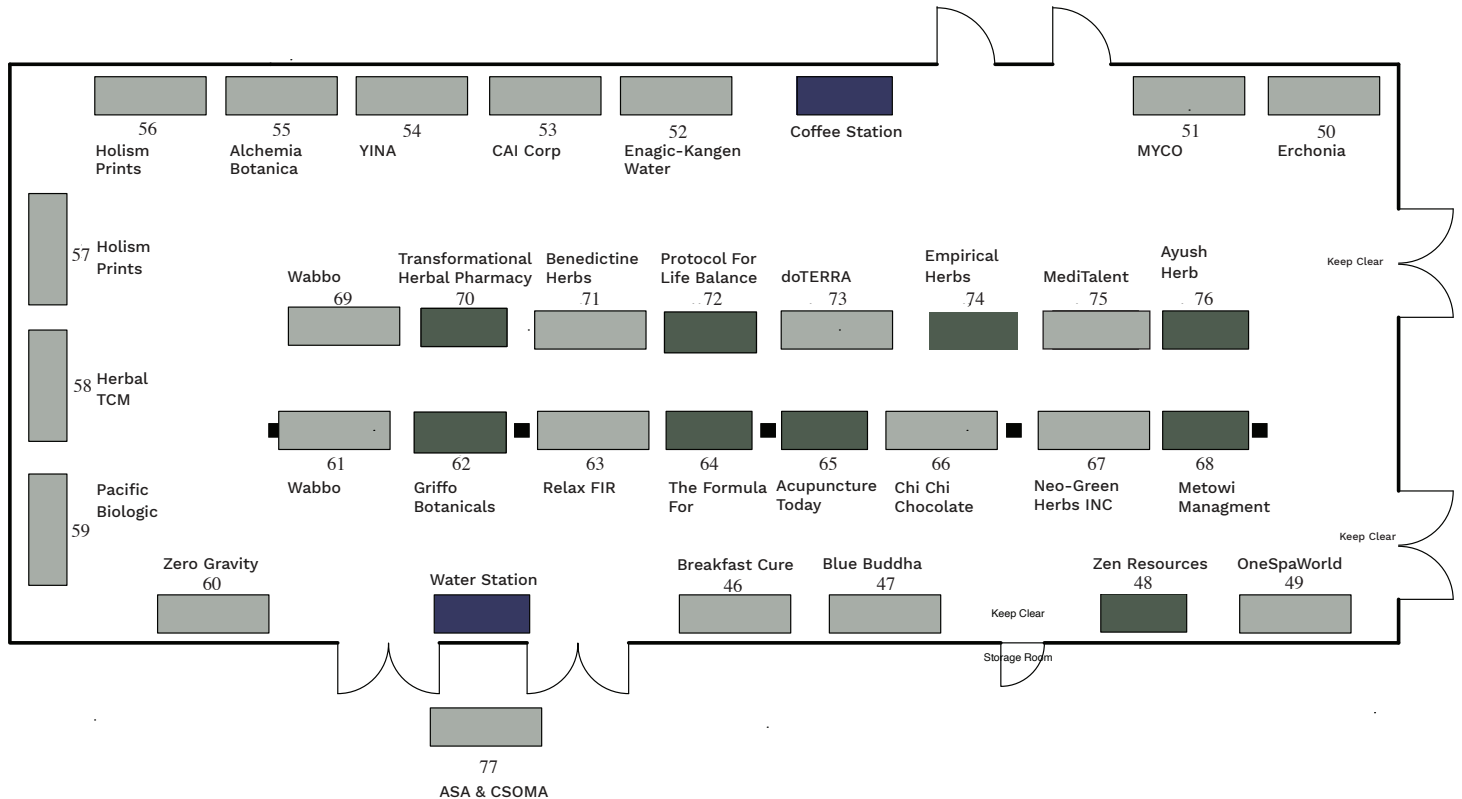 56
Holism
Prints
55
Alchemia
Botanica
54
YINA
53
CAI Corp
52
Enagic-Kangen
Water
Coffee Station
51
MYCO
50
Erchonia
57
Holism
Prints
58
Herbal
TCM
59
Pacific
Biologic
Wabbo
69
Transformational
Herbal Pharmacy
70
Benedictine
Herbs
71
Protocol For
Life Balance
72
doTERRA
73
Empirical
Herbs
74
MediTalent
75
Ayush
Herb
76
Keep Clear
61
Wabbo
62
Griffo
Botanicals
63
Relax FIR
64
The Formula
For
65
Acupuncture
Today
66
Chi Chi
Chocolate
67
Neo-Green
Herbs INC
68
Metowi
Managment
Keep Clear
Zero Gravity
60
Water Station
Breakfast Cure
46
Blue Buddha
47
Keep Clear
Storage Room
Zen Resources
48
OneSpaWorld
49
77
ASA & CSOMA